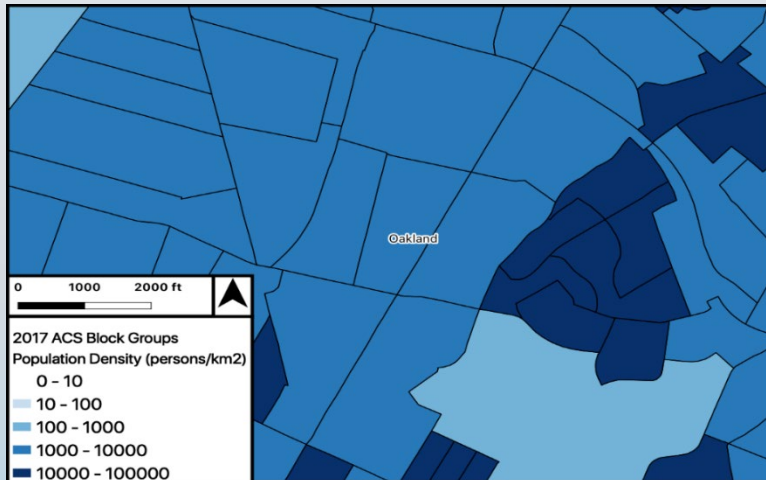 Oakland
0 1000 2000 ft
2017 ACS Block Groups
Population Density (persons/km2)
0 - 10
10 - 100
100 - 1000
1000 - 10000
10000 - 100000